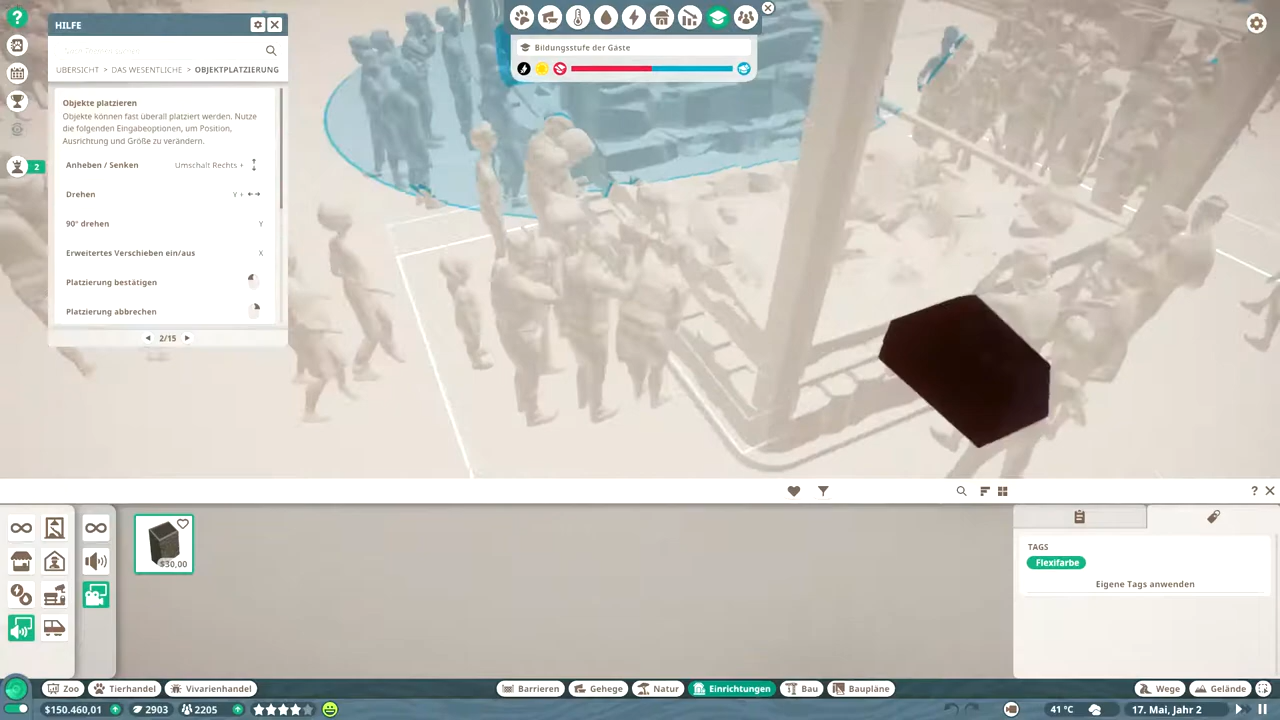 HILFE
ÜBERSICHT > DAS WESENTLICHE > OBJEKTPLATZIERUNG
Objekte platzieren
Objekte können fast überall platziert werden. Nutze
die folgenden Eingabeoptionen, um Position,
Ausrichtung und Größe zu verändern.
Anheben / Senken Umschalt Rechts +
Drehen Y +
90° drehen Y
Erweitertes Verschieben ein/aus X
Platzierung bestätigen
Platzierung abbrechen
2/15
2
Bildungsstufe der Gäste
$30,00
TAGS
Flexifarbe
Eigene Tags anwenden
Zoo Tierhandel Vivarienhandel Barrieren Gehege Natur Einrichtungen Bau Baupläne Wege Gelände
$150.460,01 2903 2205 41 °C 17. Mai, Jahr 2